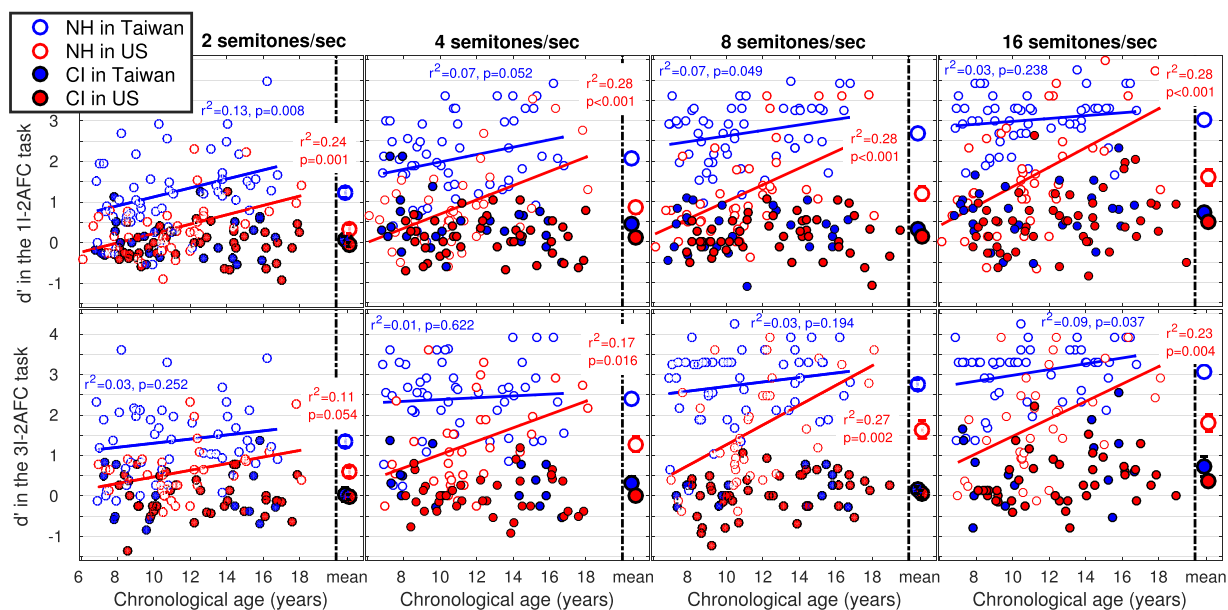 NH in Taiwan
NH in US
CI in Taiwan
CI in US
2 semitones/sec
4 semitones/sec
8 semitones/sec
16 semitones/sec
d' in the 1I-2AFC task
3
2
1
0
-1
r²=0.13, p=0.008
r²=0.24
p=0.001
r²=0.07, p=0.052
r²=0.28
p<0.001
r²=0.07, p=0.049
r²=0.28
p<0.001
r²=0.03, p=0.238
r²=0.28
p<0.001
d' in the 3I-2AFC task
4
3
2
1
0
-1
r²=0.03, p=0.252
r²=0.11
p=0.054
r²=0.01, p=0.622
r²=0.17
p=0.016
r²=0.03, p=0.194
r²=0.27
p=0.002
r²=0.09, p=0.037
r²=0.23
p=0.004
6 8 10 12 14 16 18 mean
8 10 12 14 16 18 mean
8 10 12 14 16 18 mean
8 10 12 14 16 18 mean
Chronological age (years)
Chronological age (years)
Chronological age (years)
Chronological age (years)